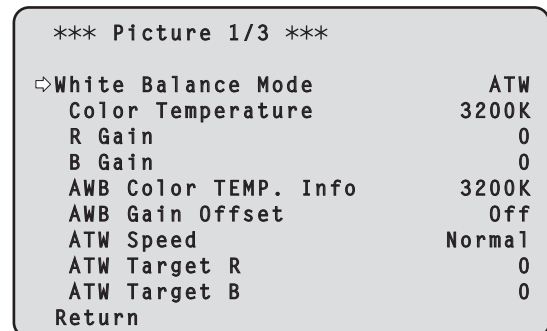 *** Picture 1/3 ***
⇨White Balance Mode ATW
Color Temperature 3200K
R Gain 0
B Gain 0
AWB Color TEMP. Info 3200K
AWB Gain Offset Off
ATW Speed Normal
ATW Target R 0
ATW Target B 0
Return